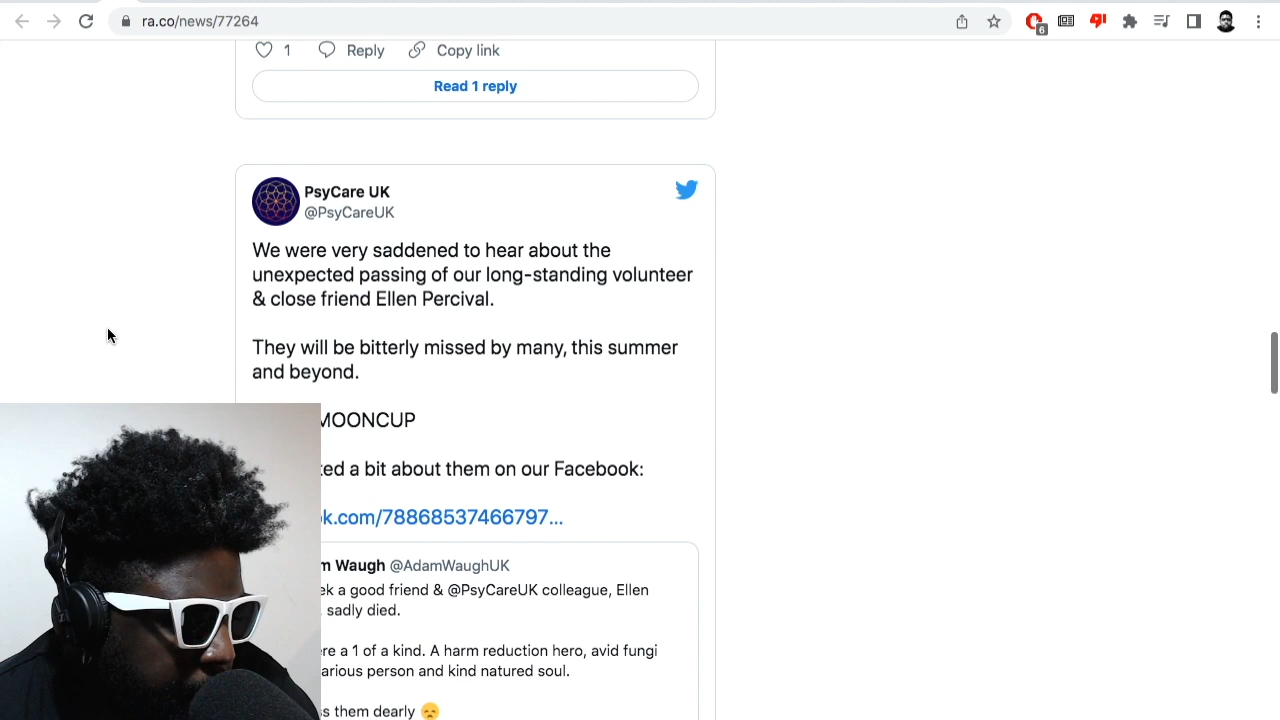 ra.co/news/77264
6
1 Reply Copy link
Read 1 reply
PsyCare UK
@PsyCareUK
We were very saddened to hear about the
unexpected passing of our long-standing volunteer
& close friend Ellen Percival.
They will be bitterly missed by many, this summer
and beyond.
MOONCUP
a bit about them on our Facebook:
k.com/78868537466797...
Waugh @AdamWaughUK
a good friend & @PsyCareUK colleague, Ellen
sadly died.
a 1 of a kind. A harm reduction hero, avid fungi
person and kind natured soul.
them dearly 😞